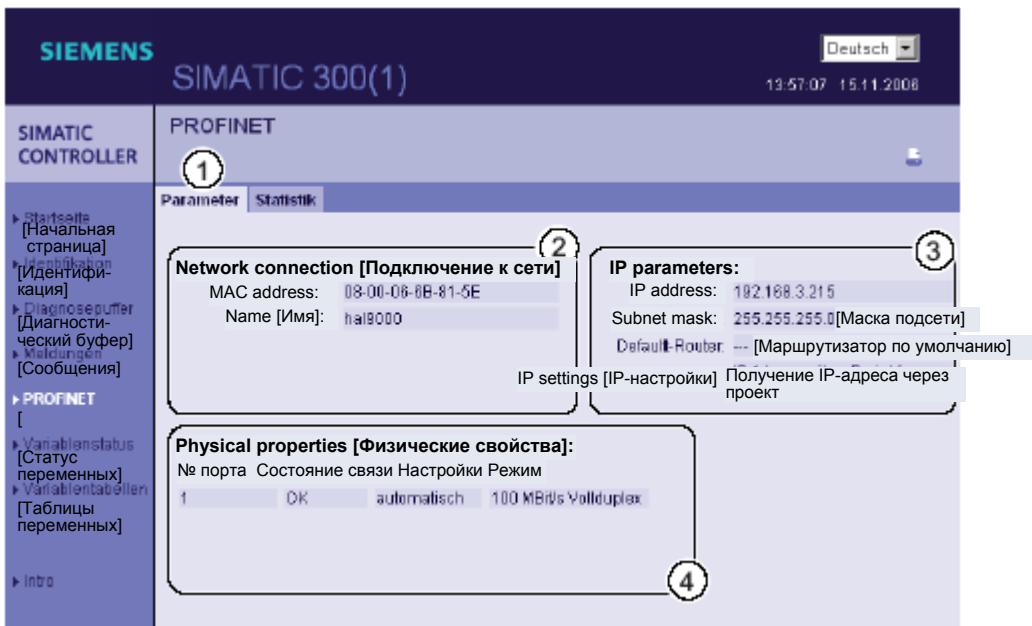 SIEMENS
SIMATIC 300(1)
Deutsch
13:57:07 15.11.2006
SIMATIC
CONTROLLER
PROFINET
1
Parameter Statistik
Startseite
[Начальная
страница]
Identifikation
[Идентифи-
кация]
Diagnosepuffer
[Диагности-
ческий буфер]
Meldungen
[Сообщения]
PROFINET
[
Variablenstatus
[Статус
переменных]
Variablentabellen
[Таблицы
переменных]
Intro
2
Network connection [Подключение к сети]
MAC address: 08-00-06-6B-81-5E
Name [Имя]: hal9000
3
IP parameters:
IP address: 192.168.3.215
Subnet mask: 255.255.255.0[Маска подсети]
Default-Router: --- [Маршрутизатор по умолчанию]
IP settings [IP-настройки] Получение IP-адреса через
проект
Physical properties [Физические свойства]:
№ порта Состояние связи Настройки Режим
1 OK automatisch 100 MBit/s Vollduplex
4